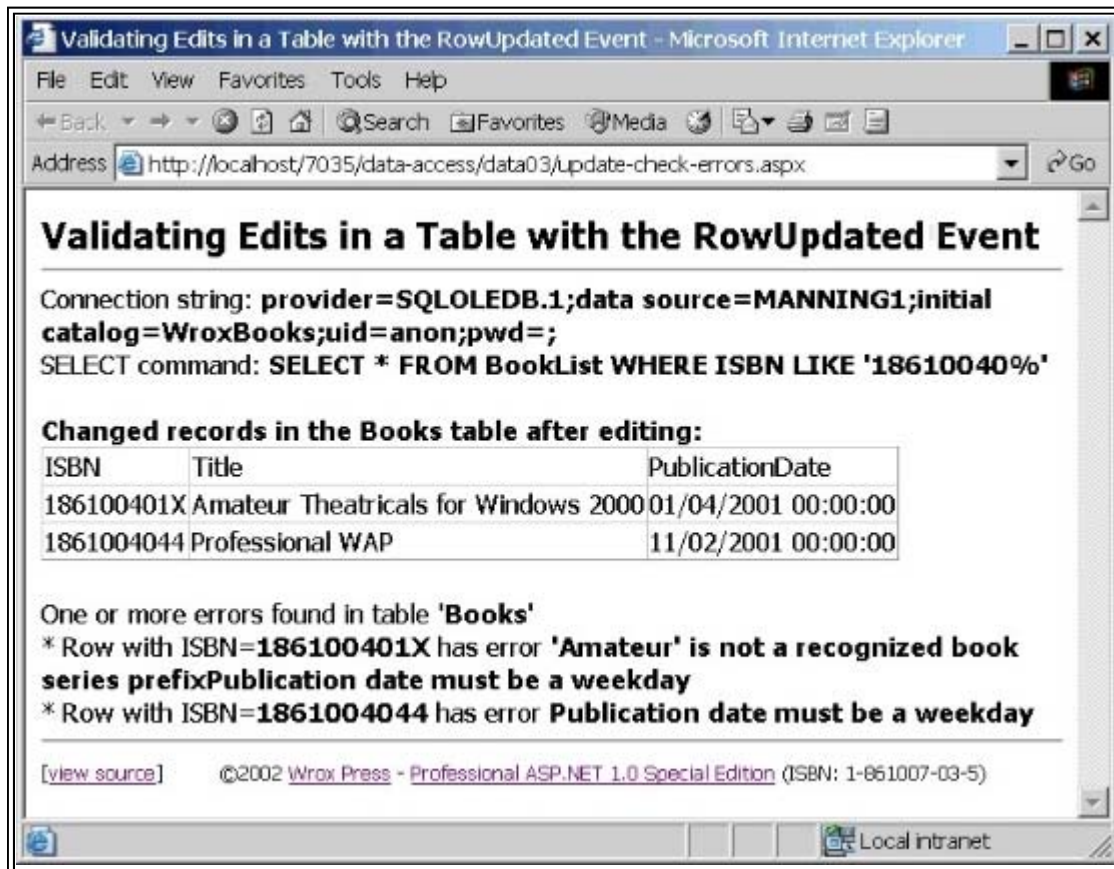 Validating Edits in a Table with the RowUpdated Event - Microsoft Internet Explorer
File Edit View Favorites Tools Help
Back Search Favorites Media
Address http://localhost/7035/data-access/data03/update-check-errors.aspx Go
Validating Edits in a Table with the RowUpdated Event
Connection string: provider=SQLOLEDB.1;data source=MANNING1;initial
catalog=WroxBooks;uid=anon;pwd=;
SELECT command: SELECT * FROM BookList WHERE ISBN LIKE '18610040%'
Changed records in the Books table after editing:
ISBN Title PublicationDate
186100401X Amateur Theatricals for Windows 2000 01/04/2001 00:00:00
1861004044 Professional WAP 11/02/2001 00:00:00
One or more errors found in table 'Books'
* Row with ISBN=186100401X has error 'Amateur' is not a recognized book
series prefixPublication date must be a weekday
* Row with ISBN=1861004044 has error Publication date must be a weekday
[view source] ©2002 Wrox Press - Professional ASP.NET 1.0 Special Edition (ISBN: 1-861007-03-5)
Local intranet